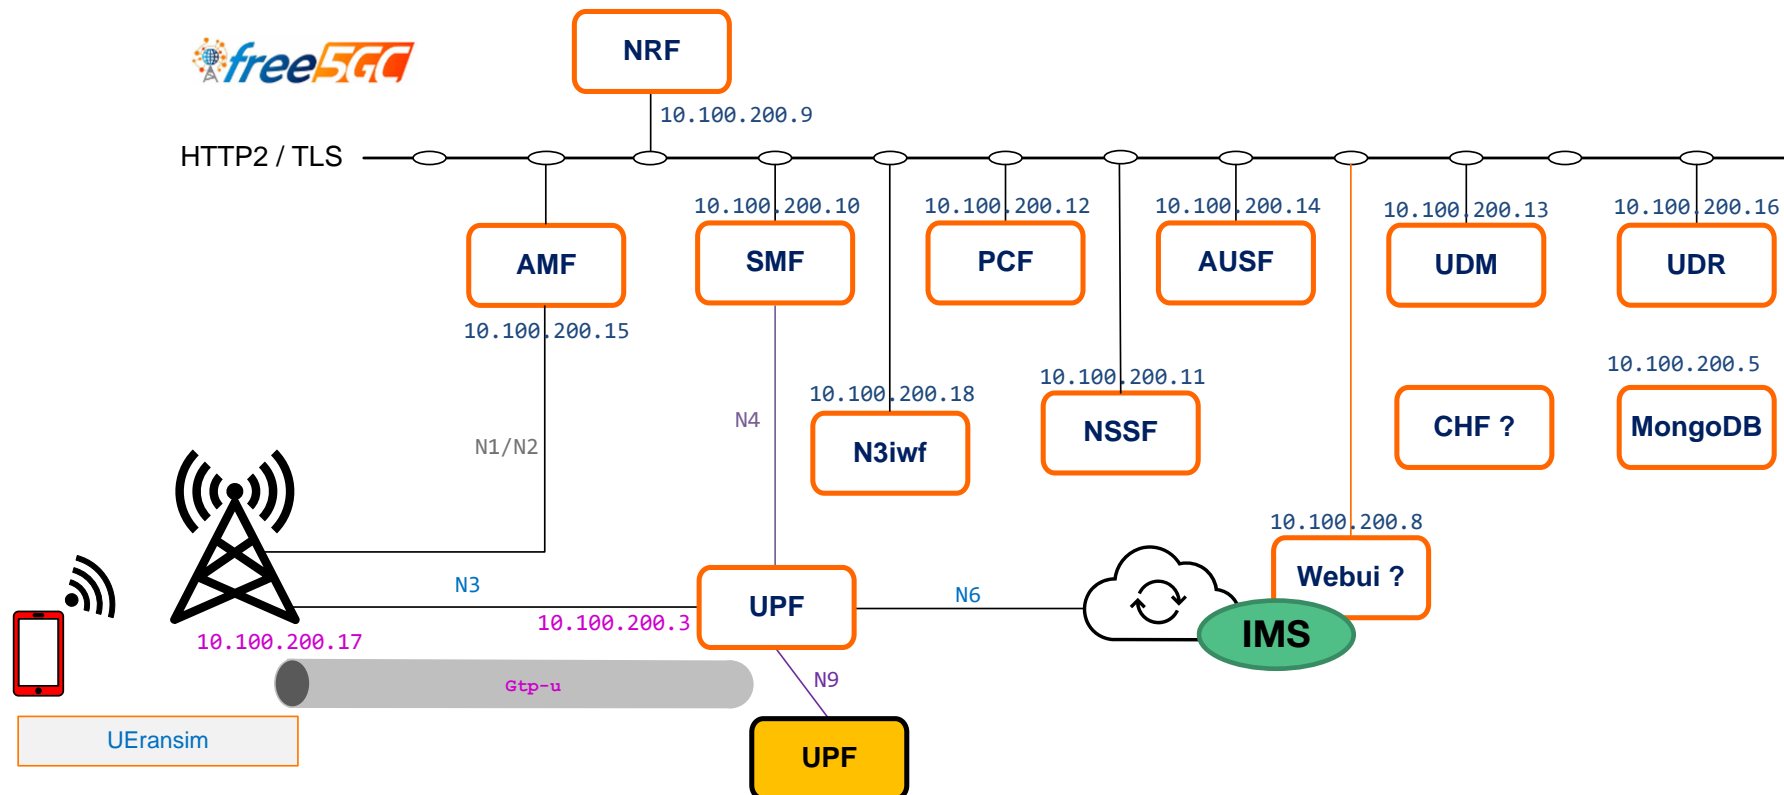 free5GC
NRF
10.100.200.9
HTTP2 / TLS
10.100.200.10
10.100.200.12
10.100.200.14
10.100.200.13
10.100.200.16
AMF
SMF
PCF
AUSF
UDM
UDR
10.100.200.15
10.100.200.18
10.100.200.11
10.100.200.5
N1/N2
N4
N3iwf
NSSF
CHF ?
MongoDB
10.100.200.8
Webui ?
N3
UPF
N6
10.100.200.17
10.100.200.3
IMS
Gtp-u
N9
UEransim
UPF